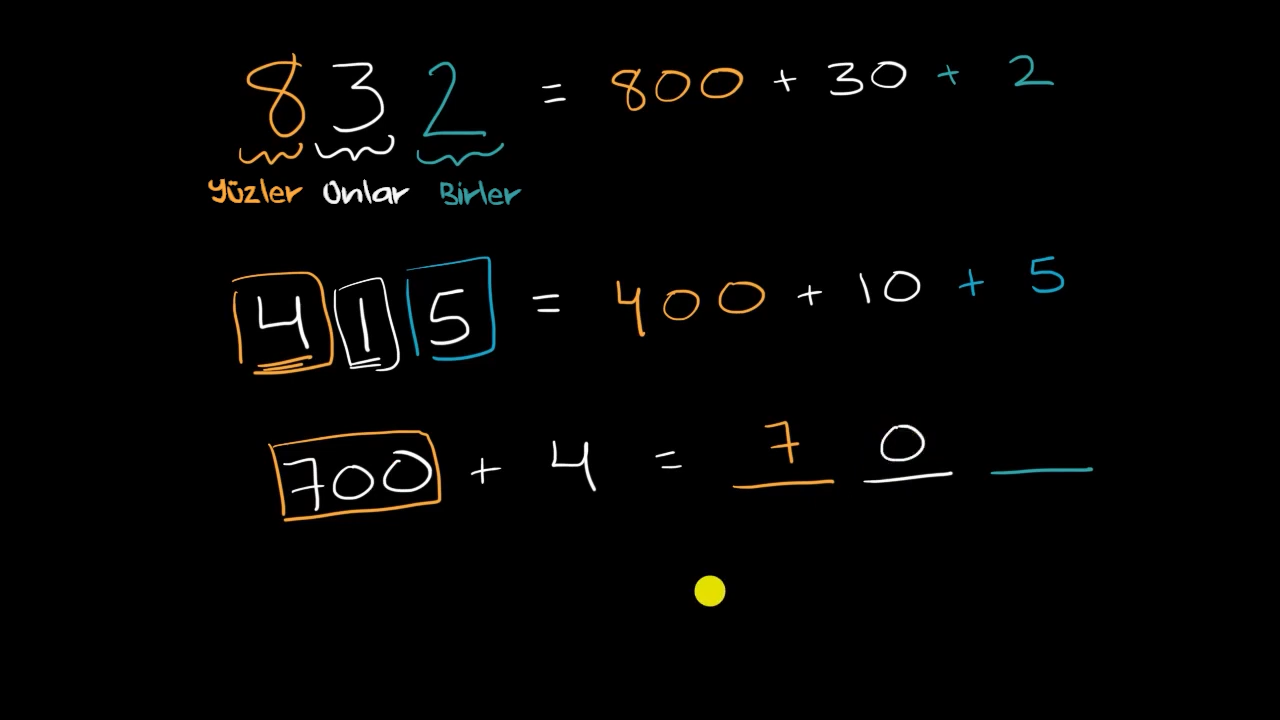 832 = 800 + 30 + 2
Yüzler Onlar Birler
415 = 400 + 10 + 5
700 + 4 = 7 0 _